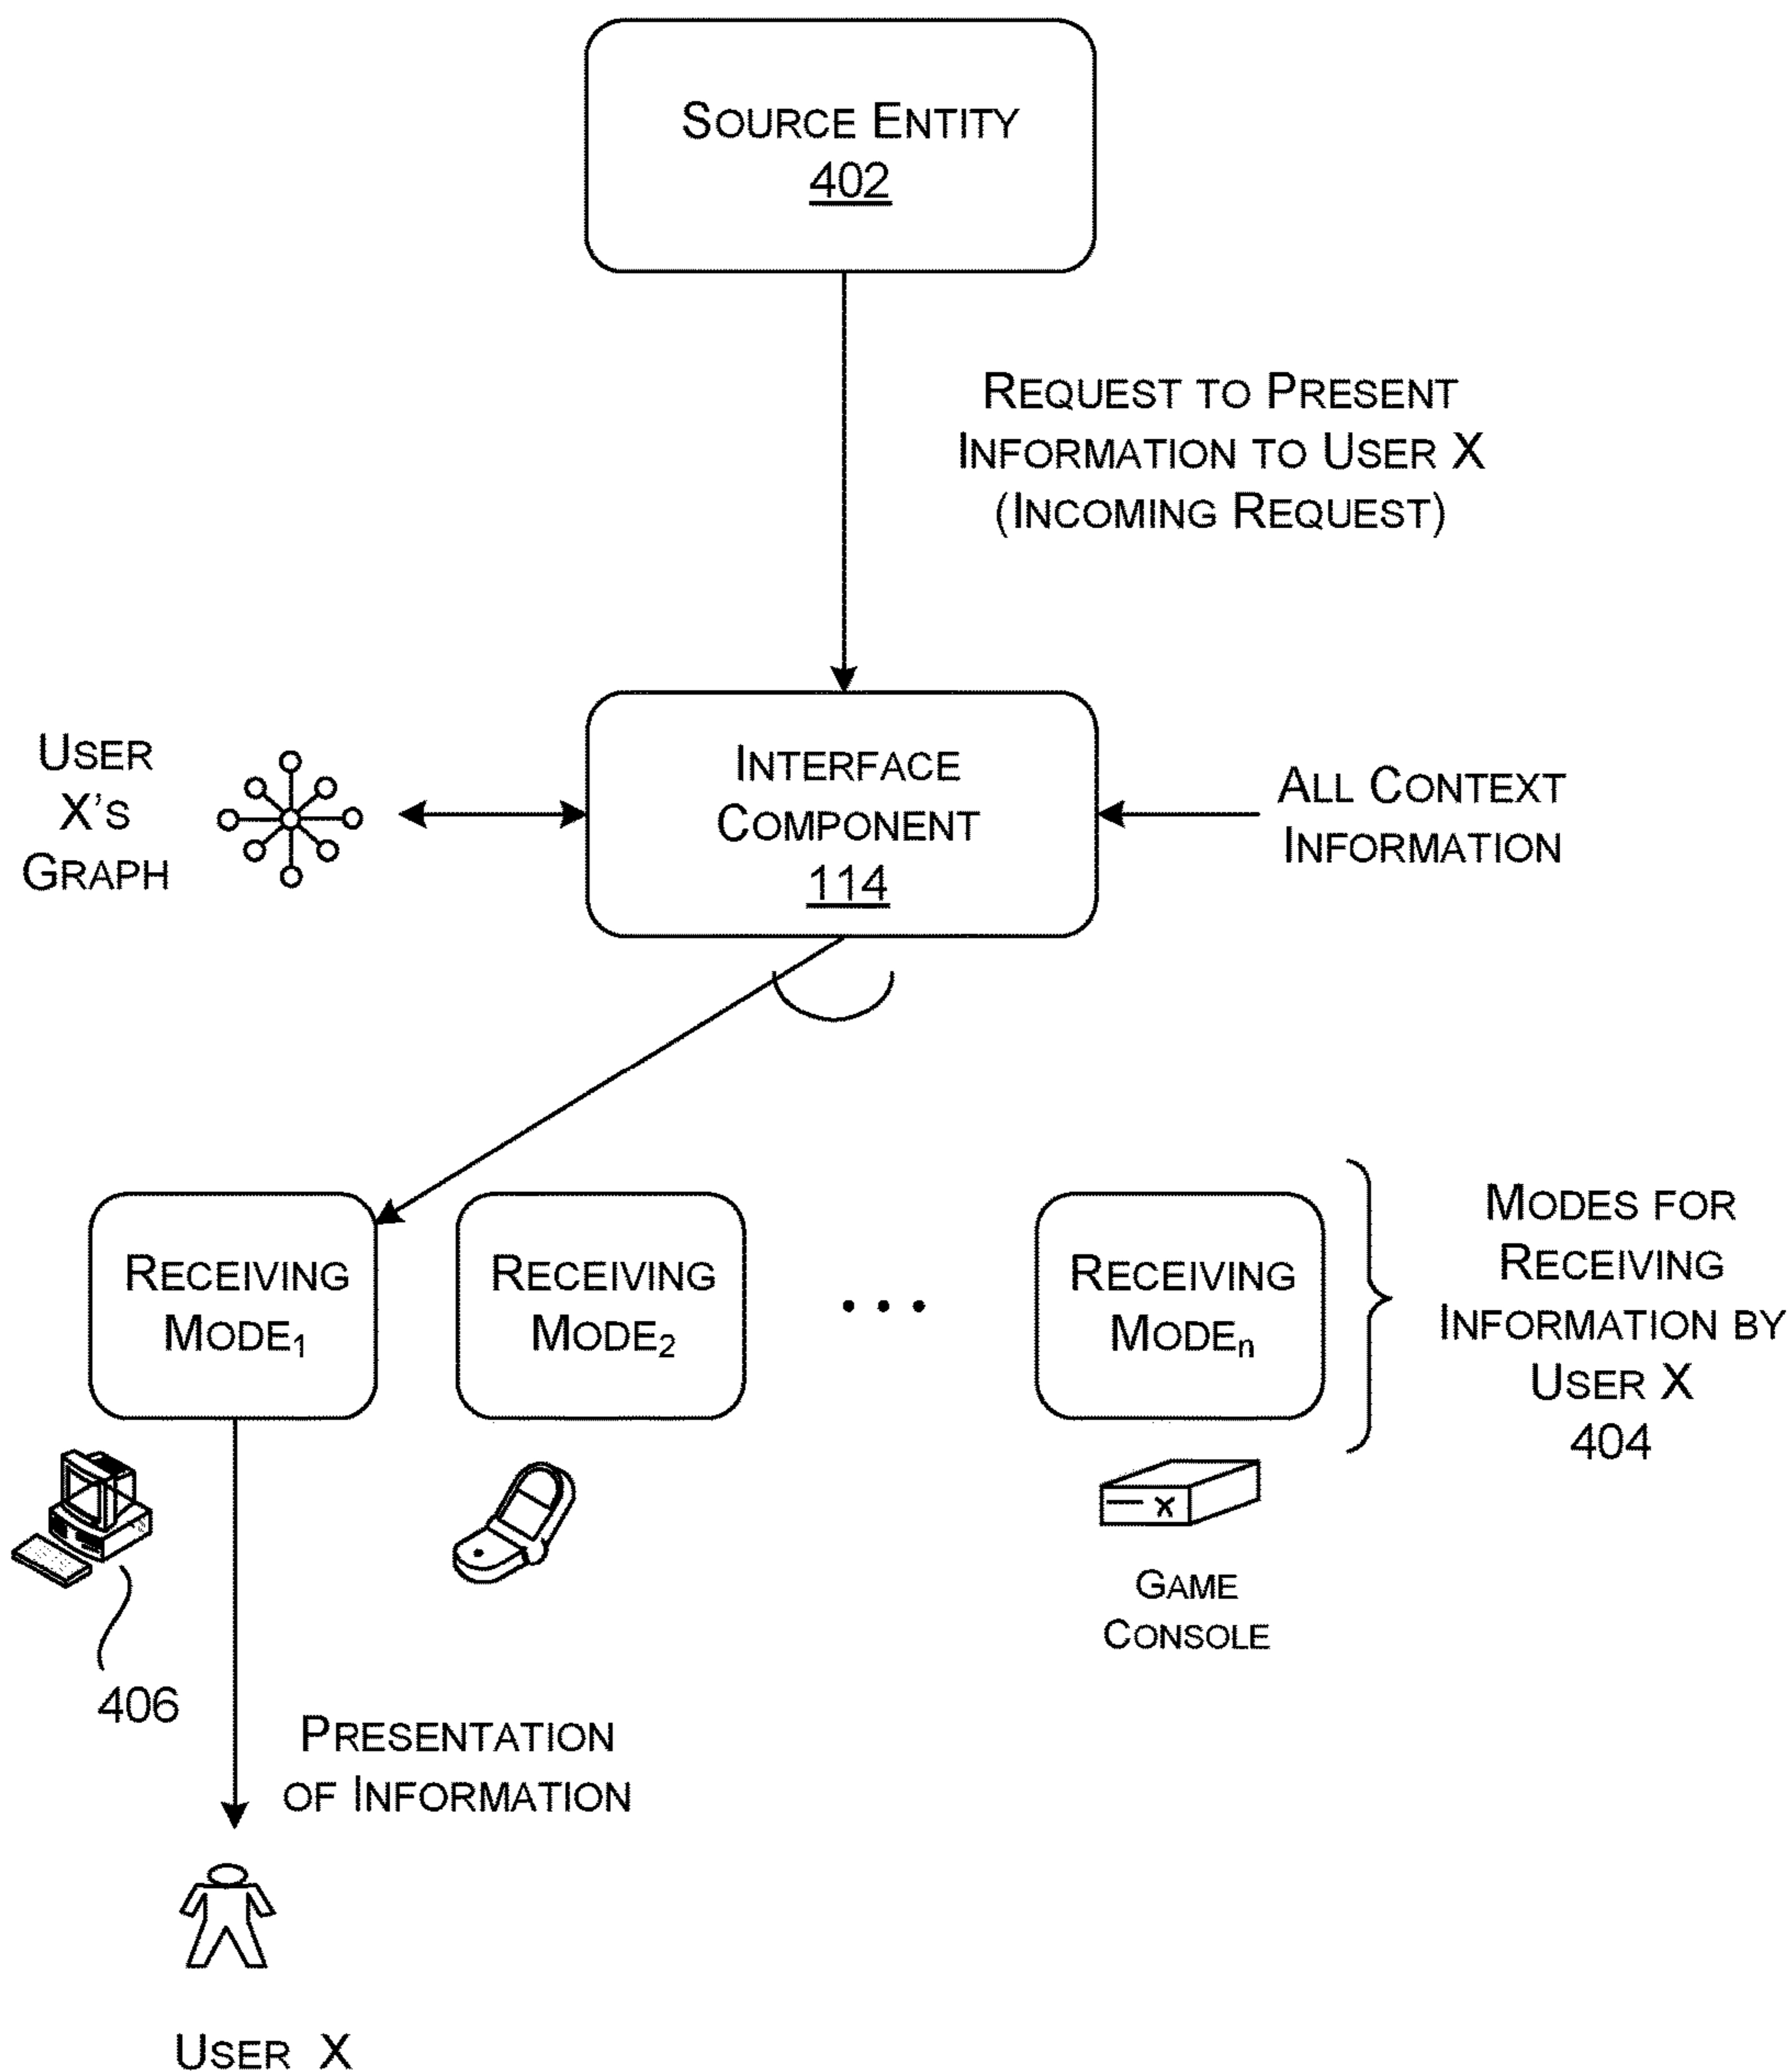 SOURCE ENTITY
402
REQUEST TO PRESENT
INFORMATION TO USER X
(INCOMING REQUEST)
USER
X'S
GRAPH
INTERFACE
COMPONENT
114
ALL CONTEXT
INFORMATION
RECEIVING
MODE₁
RECEIVING
MODE₂
• • •
RECEIVING
MODEₙ
MODES FOR
RECEIVING
INFORMATION BY
USER X
404
X
GAME
CONSOLE
406
PRESENTATION
OF INFORMATION
USER X